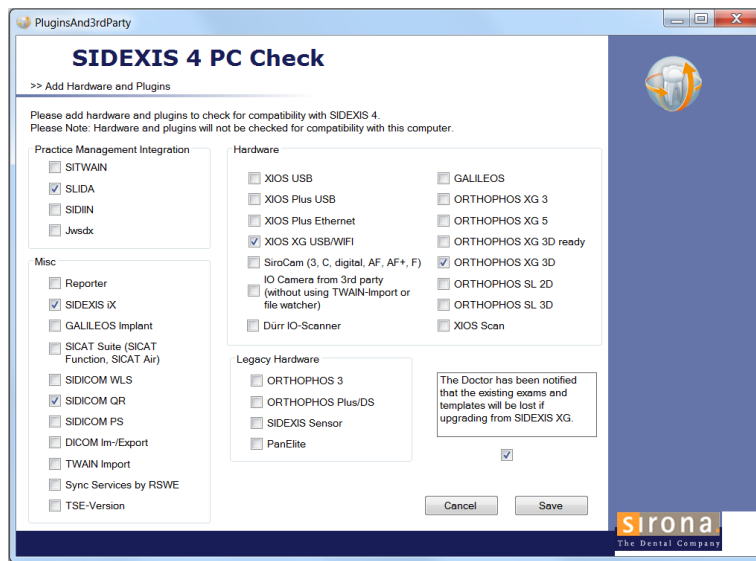 PluginsAnd3rdParty
SIDEXIS 4 PC Check
>> Add Hardware and Plugins
Please add hardware and plugins to check for compatibility with SIDEXIS 4.
Please Note: Hardware and plugins will not be checked for compatibility with this computer.
Practice Management Integration
SITWAIN
SLIDA
SIDIIN
Jwsdx
Misc
Reporter
SIDEXIS iX
GALILEOS Implant
SICAT Suite (SICAT
Function, SICAT Air)
SIDICOM WLS
SIDICOM QR
SIDICOM PS
DICOM Im-/Export
TWAIN Import
Sync Services by RSWE
TSE-Version
Hardware
XIOS USB
XIOS Plus USB
XIOS Plus Ethernet
XIOS XG USB/WIFI
SiroCam (3, C, digital, AF, AF+, F)
IO Camera from 3rd party
(without using TWAIN-Import or
file watcher)
Dürr IO-Scanner
GALILEOS
ORTHOPHOS XG 3
ORTHOPHOS XG 5
ORTHOPHOS XG 3D ready
ORTHOPHOS XG 3D
ORTHOPHOS SL 2D
ORTHOPHOS SL 3D
XIOS Scan
Legacy Hardware
ORTHOPHOS 3
ORTHOPHOS Plus/DS
SIDEXIS Sensor
PanElite
The Doctor has been notified
that the existing exams and
templates will be lost if
upgrading from SIDEXIS XG.
Cancel
Save
sirona.
The Dental Company